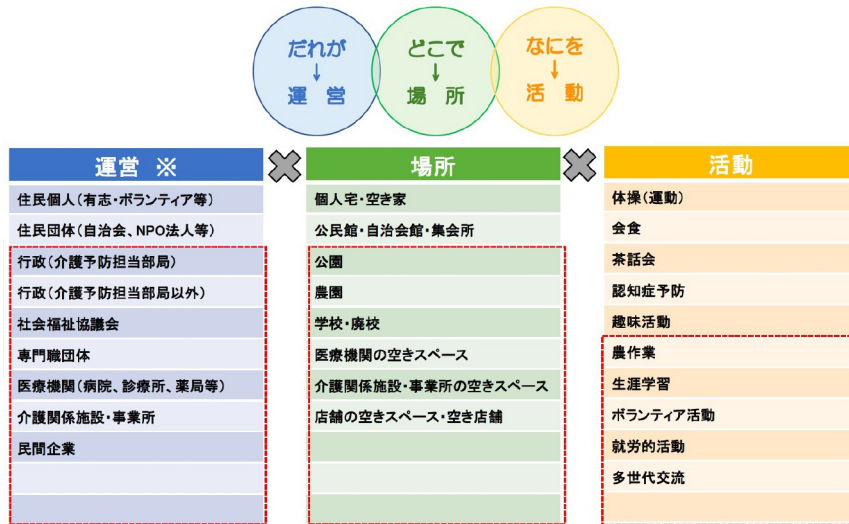 だれが
↓
運 営
どこで
↓
場 所
なにを
↓
活 動
運営 ※
住民個人(有志・ボランティア等)
住民団体(自治会、NPO法人等)
行政(介護予防担当部局)
行政(介護予防担当部局以外)
社会福祉協議会
専門職団体
医療機関(病院、診療所、薬局等)
介護関係施設・事業所
民間企業
場所
個人宅・空き家
公民館・自治会館・集会所
公園
農園
学校・廃校
医療機関の空きスペース
介護関係施設・事業所の空きスペース
店舗の空きスペース・空き店舗
活動
体操(運動)
会食
茶話会
認知症予防
趣味活動
農作業
生涯学習
ボランティア活動
就労的活動
多世代交流